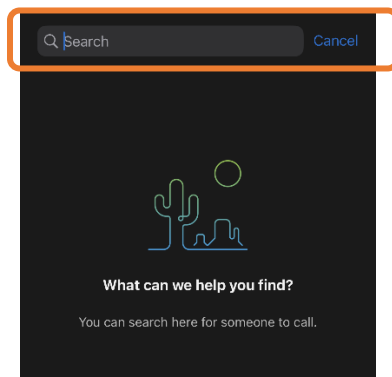 Search Cancel
What can we help you find?
You can search here for someone to call.